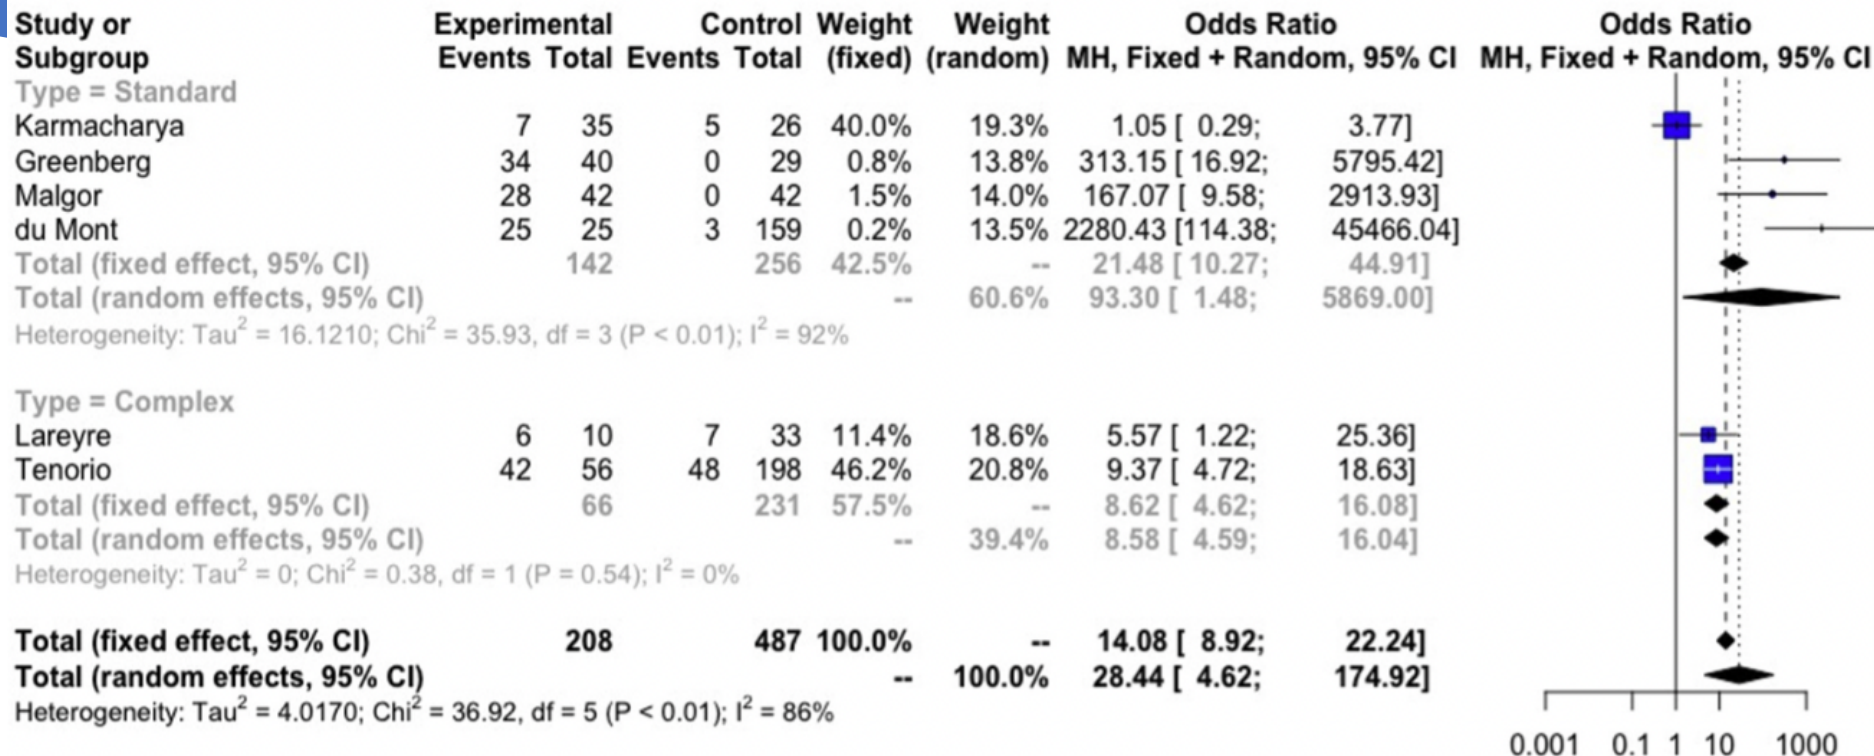 Study or Experimental Control Weight Weight Odds Ratio Odds Ratio
Subgroup Events Total Events Total (fixed) (random) MH, Fixed + Random, 95% CI MH, Fixed + Random, 95% CI
Type = Standard
Karmacharya 7 35 5 26 40.0% 19.3% 1.05 [ 0.29; 3.77]
Greenberg 34 40 0 29 0.8% 13.8% 313.15 [ 16.92; 5795.42]
Malgor 28 42 0 42 1.5% 14.0% 167.07 [ 9.58; 2913.93]
du Mont 25 25 3 159 0.2% 13.5% 2280.43 [114.38; 45466.04]
Total (fixed effect, 95% CI) 142 256 42.5% -- 21.48 [ 10.27; 44.91]
Total (random effects, 95% CI) -- 60.6% 93.30 [ 1.48; 5869.00]
Heterogeneity: Tau² = 16.1210; Chi² = 35.93, df = 3 (P < 0.01); I² = 92%
Type = Complex
Lareyre 6 10 7 33 11.4% 18.6% 5.57 [ 1.22; 25.36]
Tenorio 42 56 48 198 46.2% 20.8% 9.37 [ 4.72; 18.63]
Total (fixed effect, 95% CI) 66 231 57.5% -- 8.62 [ 4.62; 16.08]
Total (random effects, 95% CI) -- 39.4% 8.58 [ 4.59; 16.04]
Heterogeneity: Tau² = 0; Chi² = 0.38, df = 1 (P = 0.54); I² = 0%
Total (fixed effect, 95% CI) 208 487 100.0% -- 14.08 [ 8.92; 22.24]
Total (random effects, 95% CI) -- 100.0% 28.44 [ 4.62; 174.92]
Heterogeneity: Tau² = 4.0170; Chi² = 36.92, df = 5 (P < 0.01); I² = 86%
0.001 0.1 1 10 1000